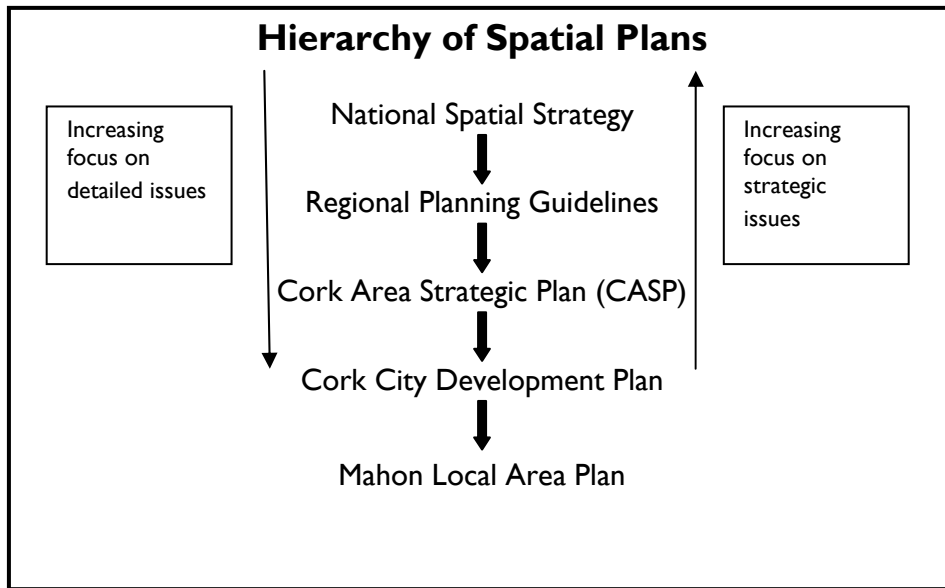 Hierarchy of Spatial Plans
Increasing
focus on
detailed issues
National Spatial Strategy
Regional Planning Guidelines
Cork Area Strategic Plan (CASP)
Cork City Development Plan
Mahon Local Area Plan
Increasing
focus on
strategic
issues